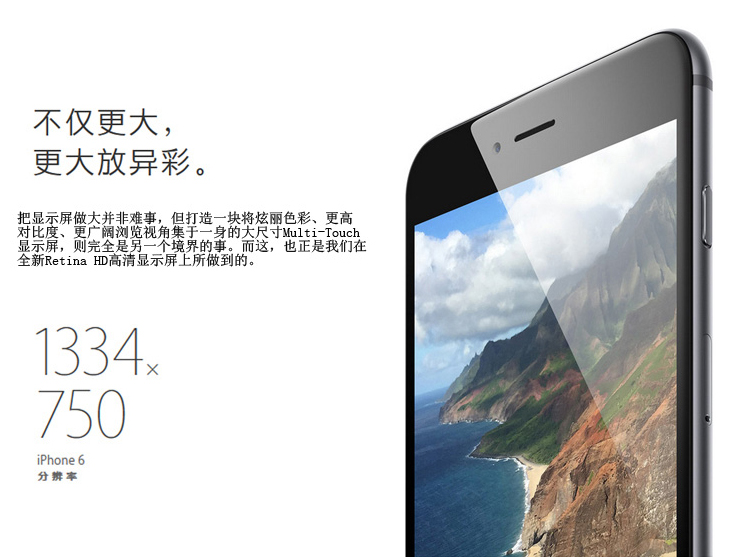 不仅更大，
更大放异彩。
把显示屏做大并非难事，但打造一块将炫丽色彩、更高
对比度、更广阔浏览视角集于一身的大尺寸Multi-Touch
显示屏，则完全是另一个境界的事。而这，也正是我们在
全新Retina HD高清显示屏上所做到的。
1334×
750
iPhone 6
分辨率